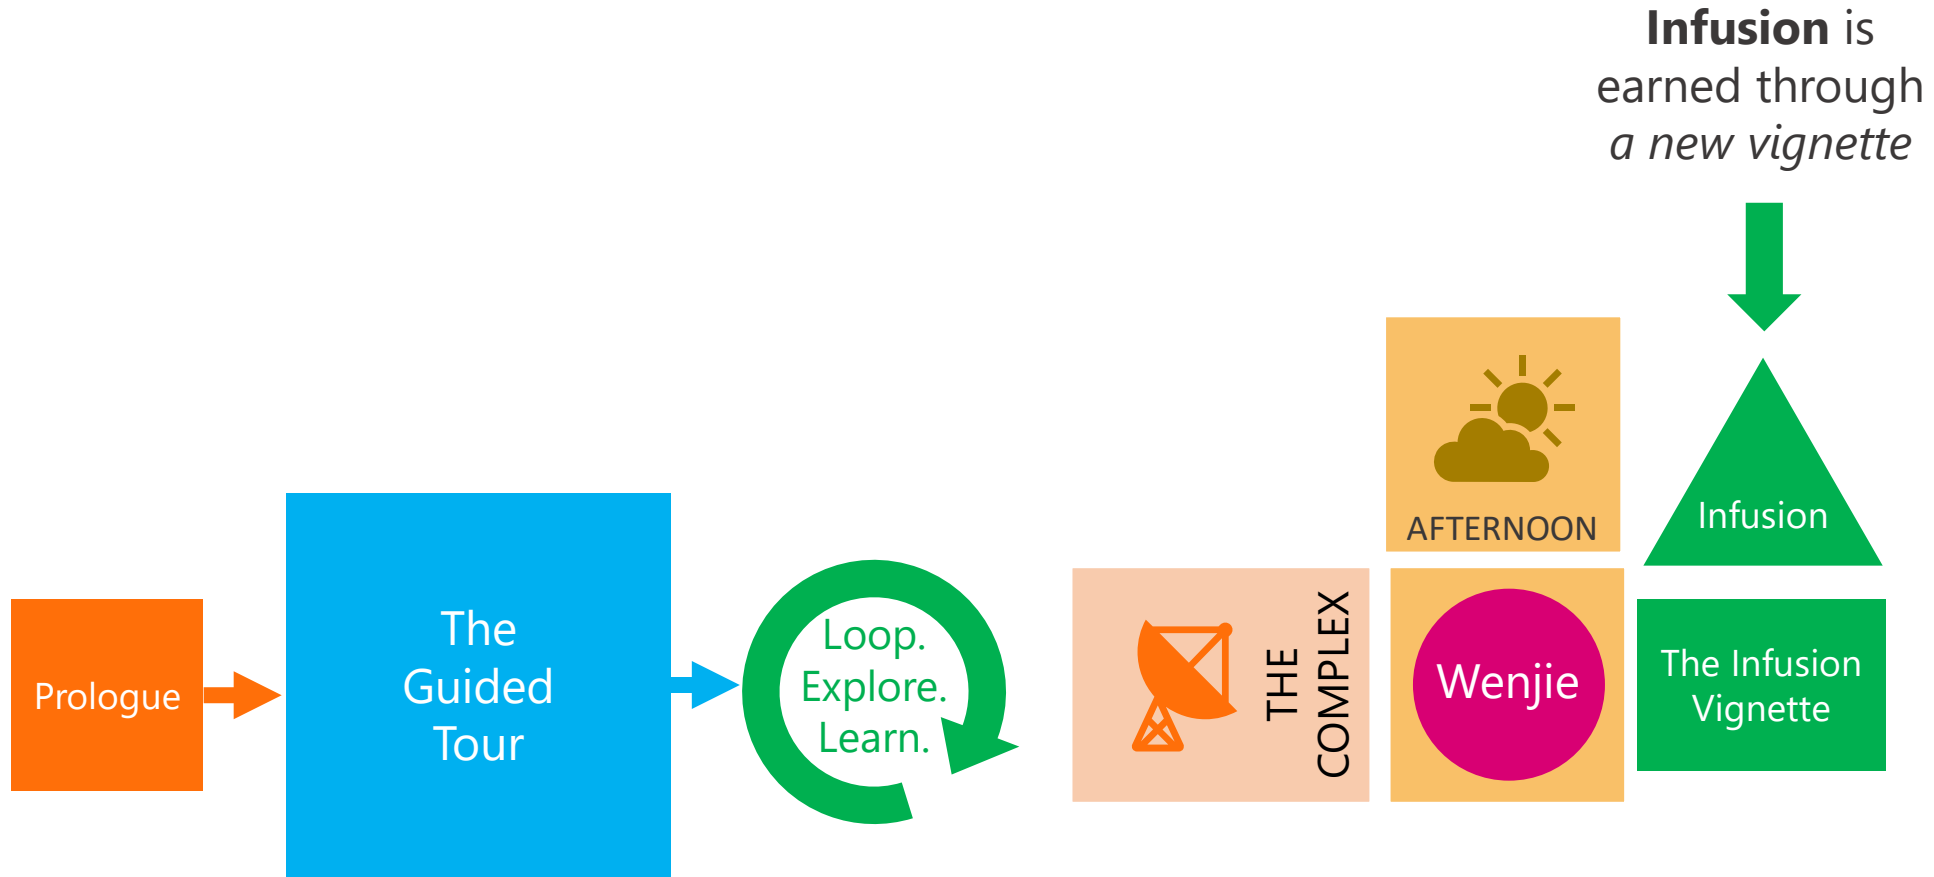 Infusion is
earned through
a new vignette
Prologue
The
Guided
Tour
Loop.
Explore.
Learn.
THE
COMPLEX
AFTERNOON
Wenjie
Infusion
The Infusion
Vignette